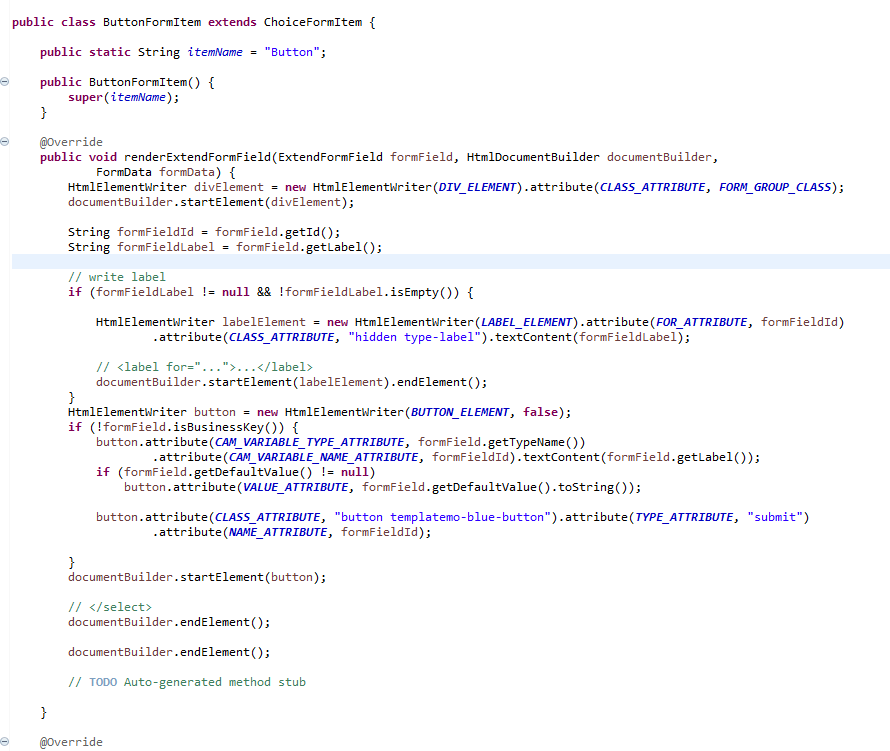 public class ButtonFormItem extends ChoiceFormItem {
public static String itemName = "Button";
public ButtonFormItem() {
super(itemName);
}
@Override
public void renderExtendFormField(ExtendFormField formField, HtmlDocumentBuilder documentBuilder,
FormData formData) {
HtmlElementWriter divElement = new HtmlElementWriter(DIV_ELEMENT).attribute(CLASS_ATTRIBUTE, FORM_GROUP_CLASS);
documentBuilder.startElement(divElement);
String formFieldId = formField.getId();
String formFieldLabel = formField.getLabel();
// write label
if (formFieldLabel != null && !formFieldLabel.isEmpty()) {
HtmlElementWriter labelElement = new HtmlElementWriter(LABEL_ELEMENT).attribute(FOR_ATTRIBUTE, formFieldId)
.attribute(CLASS_ATTRIBUTE, "hidden type-label").textContent(formFieldLabel);
// <label for="...">...</label>
documentBuilder.startElement(labelElement).endElement();
}
HtmlElementWriter button = new HtmlElementWriter(BUTTON_ELEMENT, false);
if (!formField.isBusinessKey()) {
button.attribute(CAM_VARIABLE_TYPE_ATTRIBUTE, formField.getTypeName())
.attribute(CAM_VARIABLE_NAME_ATTRIBUTE, formFieldId).textContent(formField.getLabel());
if (formField.getDefaultValue() != null)
button.attribute(VALUE_ATTRIBUTE, formField.getDefaultValue().toString());
button.attribute(CLASS_ATTRIBUTE, "button templatemo-blue-button").attribute(TYPE_ATTRIBUTE, "submit")
.attribute(NAME_ATTRIBUTE, formFieldId);
}
documentBuilder.startElement(button);
// </select>
documentBuilder.endElement();
documentBuilder.endElement();
// TODO Auto-generated method stub
}
@Override